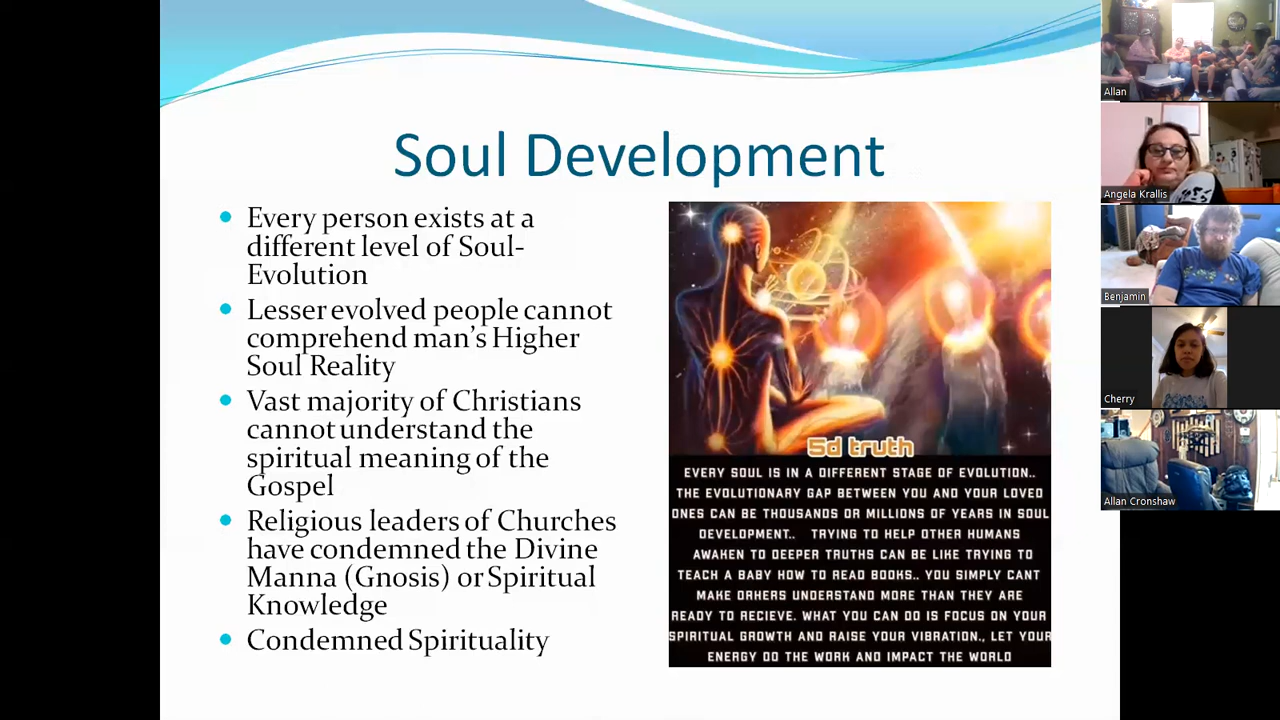 Soul Development
Every person exists at a
different level of Soul-
Evolution
Lesser evolved people cannot
comprehend man's Higher
Soul Reality
Vast majority of Christians
cannot understand the
spiritual meaning of the
Gospel
Religious leaders of Churches
have condemned the Divine
Manna (Gnosis) or Spiritual
Knowledge
Condemned Spirituality
5d truth
EVERY SOUL IS IN A DIFFERENT STAGE OF EVOLUTION..
THE EVOLUTIONARY GAP BETWEEN YOU AND YOUR LOVED
ONES CAN BE THOUSANDS OR MILLIONS OF YEARS IN SOUL
DEVELOPMENT.. TRYING TO HELP OTHER HUMANS
AWAKEN TO DEEPER TRUTHS CAN BE LIKE TRYING TO
TEACH A BABY HOW TO READ BOOKS.. YOU SIMPLY CANT
MAKE ORHERS UNDERSTAND MORE THAN THEY ARE
READY TO RECIEVE. WHAT YOU CAN DO IS FOCUS ON YOUR
SPIRITUAL GROWTH AND RAISE YOUR VIBRATION., LET YOUR
ENERGY DO THE WORK AND IMPACT THE WORLD
Allan
Angela Krallis
Benjamin
Cherry
Allan Cronshaw